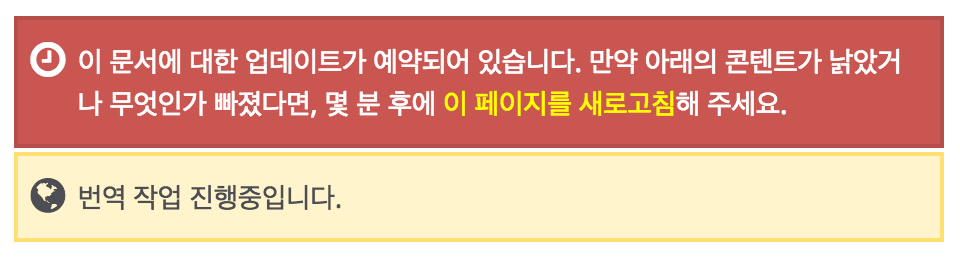 이 문서에 대한 업데이트가 예약되어 있습니다. 만약 아래의 콘텐트가 낡았거
나 무엇인가 빠졌다면, 몇 분 후에 이 페이지를 새로고침해 주세요.
번역 작업 진행중입니다.